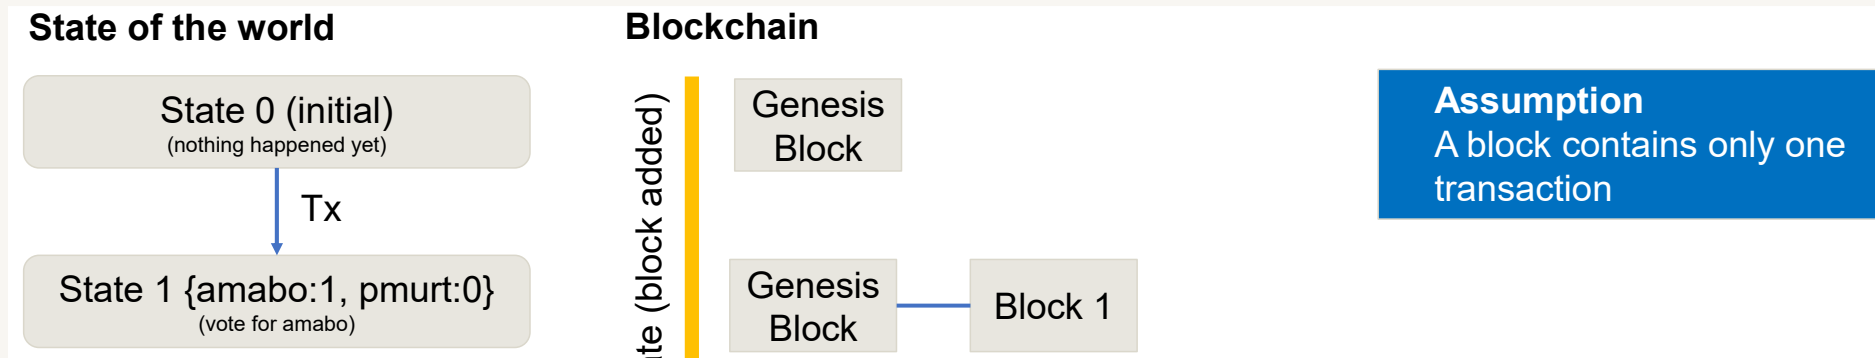 State of the world
State 0 (initial)
(nothing happened yet)
Tx
State 1 {amabo:1, pmurt:0}
(vote for amabo)
Blockchain
(block added)
Genesis
Block
Genesis
Block
Block 1
Assumption
A block contains only one
transaction